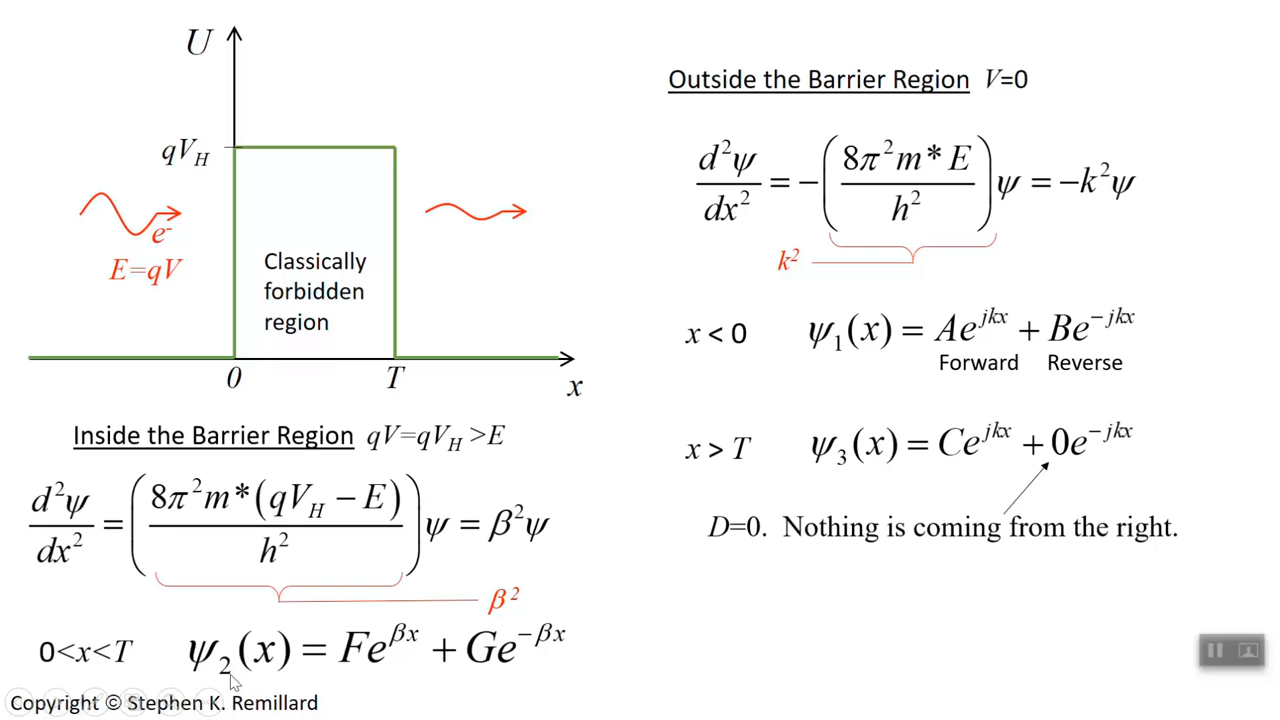 U
qV_H
e⁻
E=qV
Classically
forbidden
region
0
T
x
Inside the Barrier Region qV=qV_H >E
d²ψ/dx² = (8π²m*(qV_H − E)/h²)ψ = β²ψ
β²
0<x<T ψ₂(x) = Fe^{βx} + Ge^{−βx}
Copyright © Stephen K. Remillard
Outside the Barrier Region V=0
d²ψ/dx² = −(8π²m*E/h²)ψ = −k²ψ
k²
x < 0 ψ₁(x) = Ae^{jkx} + Be^{−jkx}
Forward Reverse
x > T ψ₃(x) = Ce^{jkx} + 0e^{−jkx}
D=0. Nothing is coming from the right.